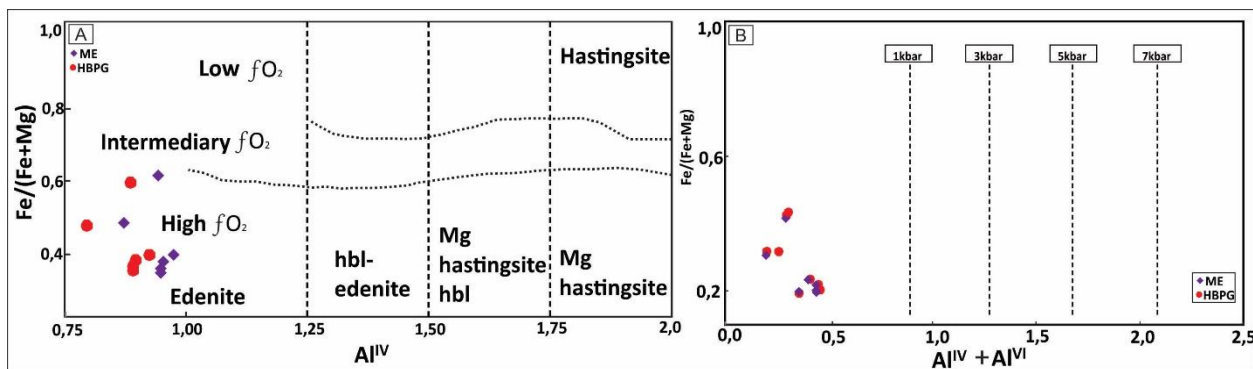 A
ME
HBPG
1,0
0,8
0,6
0,4
Fe/(Fe+Mg)
Low ƒO₂
Hastingsite
Intermediary ƒO₂
High ƒO₂
Edenite
hbl-
edenite
Mg
hastingsite
hbl
Mg
hastingsite
0,75
1,00
1,25
1,50
1,75
2,0
Al^IV
B
1,0
0,6
0,2
Fe/(Fe+Mg)
1kbar
3kbar
5kbar
7kbar
ME
HBPG
0,0
0,5
1,0
1,5
2,0
2,5
Al^IV + Al^VI